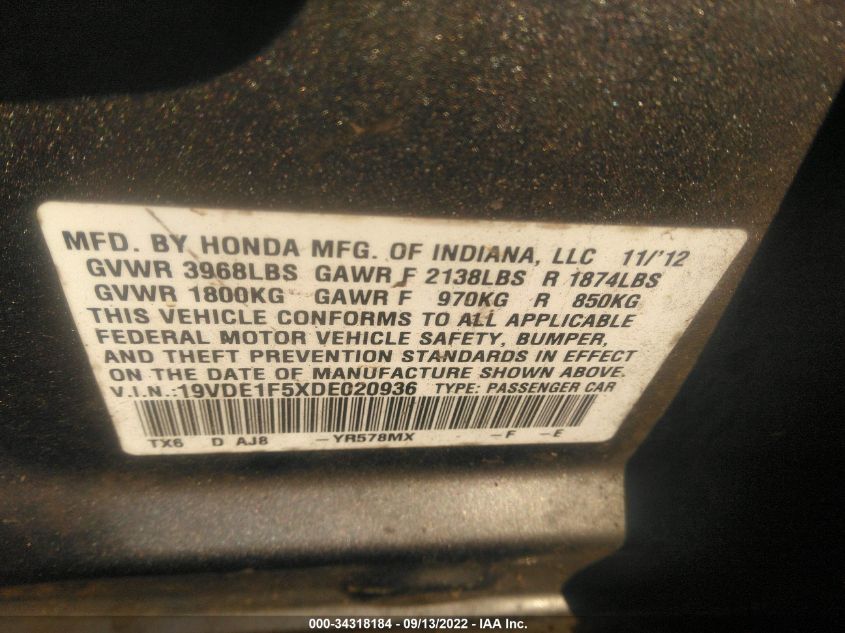 MFD. BY HONDA MFG. OF INDIANA, LLC 11/'12
GVWR 3968LBS GAWR F 2138LBS R 1874LBS
GVWR 1800KG GAWR F 970KG R 850KG
THIS VEHICLE CONFORMS TO ALL APPLICABLE
FEDERAL MOTOR VEHICLE SAFETY, BUMPER,
AND THEFT PREVENTION STANDARDS IN EFFECT
ON THE DATE OF MANUFACTURE SHOWN ABOVE.
V.I.N.: 19VDE1F5XDE020936 TYPE: PASSENGER CAR
TX6 D AJ8 -YR578MX -F -E
000-34318184 - 09/13/2022 - IAA Inc.